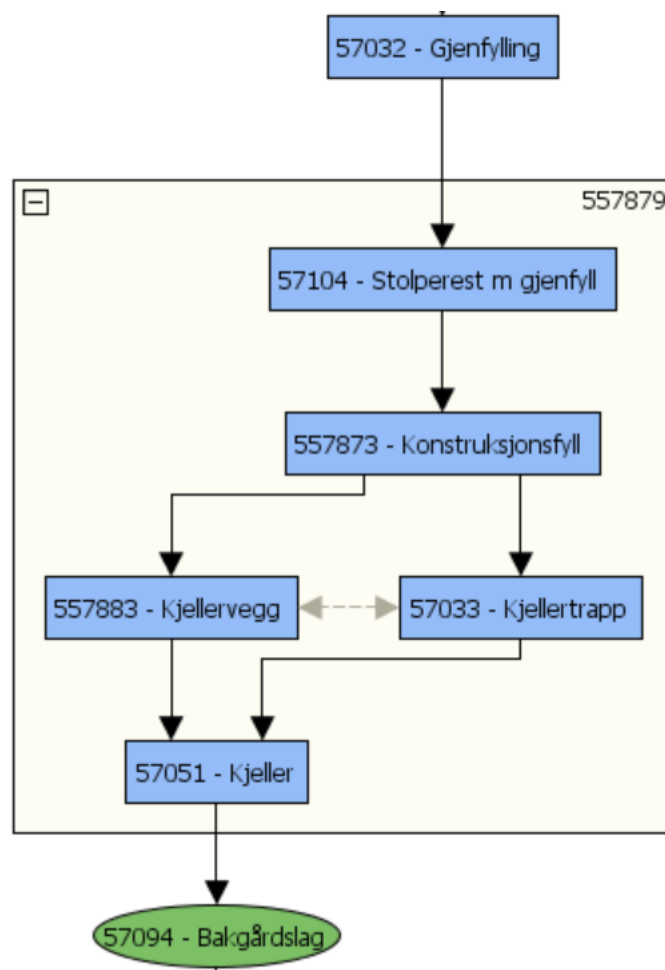 57032 - Gjenfylling
557879
57104 - Stolperest m gjenfyll
557873 - Konstruksjonsfyll
557883 - Kjellervegg
57033 - Kjellertrapp
57051 - Kjeller
57094 - Bakgårdslag